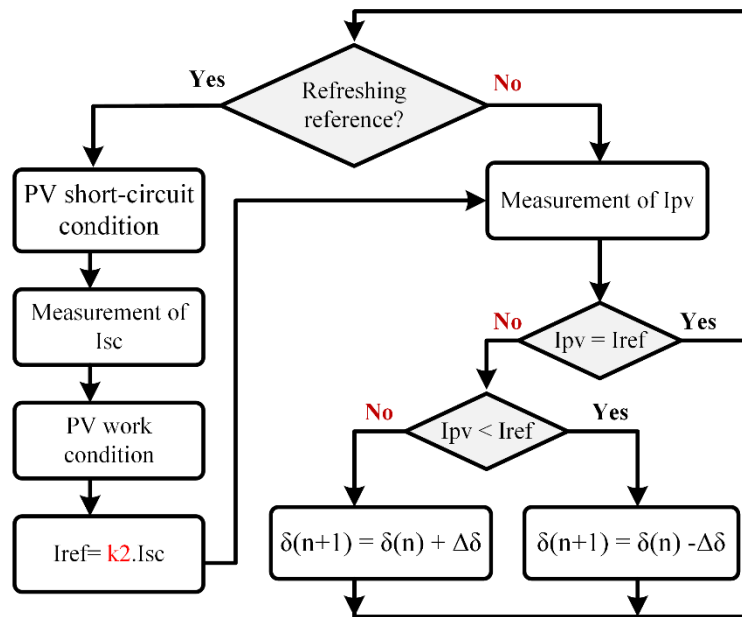 Yes
Refreshing
reference?
No
PV short-circuit
condition
Measurement of
Isc
PV work
condition
Iref= k2.Isc
Measurement of Ipv
No
Ipv = Iref
Yes
No
Ipv < Iref
Yes
δ(n+1) = δ(n) + Δδ
δ(n+1) = δ(n) -Δδ